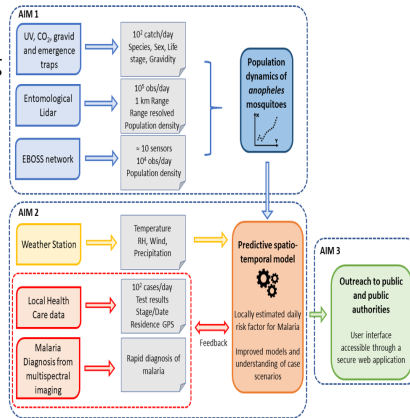 AIM 1
UV, CO₂, gravid
and emergence
traps
10² catch/day
Species, Sex, Life
stage, Gravidity
Entomological
Lidar
10⁵ obs/day
1 km Range
Range resolved
Population density
EBOSS network
≈ 10 sensors
10⁴ obs/day
Population density
Population
dynamics of
anopheles
mosquitoes
AIM 2
Weather Station
Temperature
RH, Wind,
Precipitation
Local Health
Care data
10² cases/day
Test results
Stage/Date
Residence GPS
Malaria
Diagnosis from
multispectral
imaging
Rapid diagnosis of
malaria
Feedback
Predictive spatio-
temporal model
Locally estimated daily
risk factor for Malaria
Improved models and
understanding of case
scenarios
AIM 3
Outreach to public
and public
authorities
User interface
accessible through a
secure web application